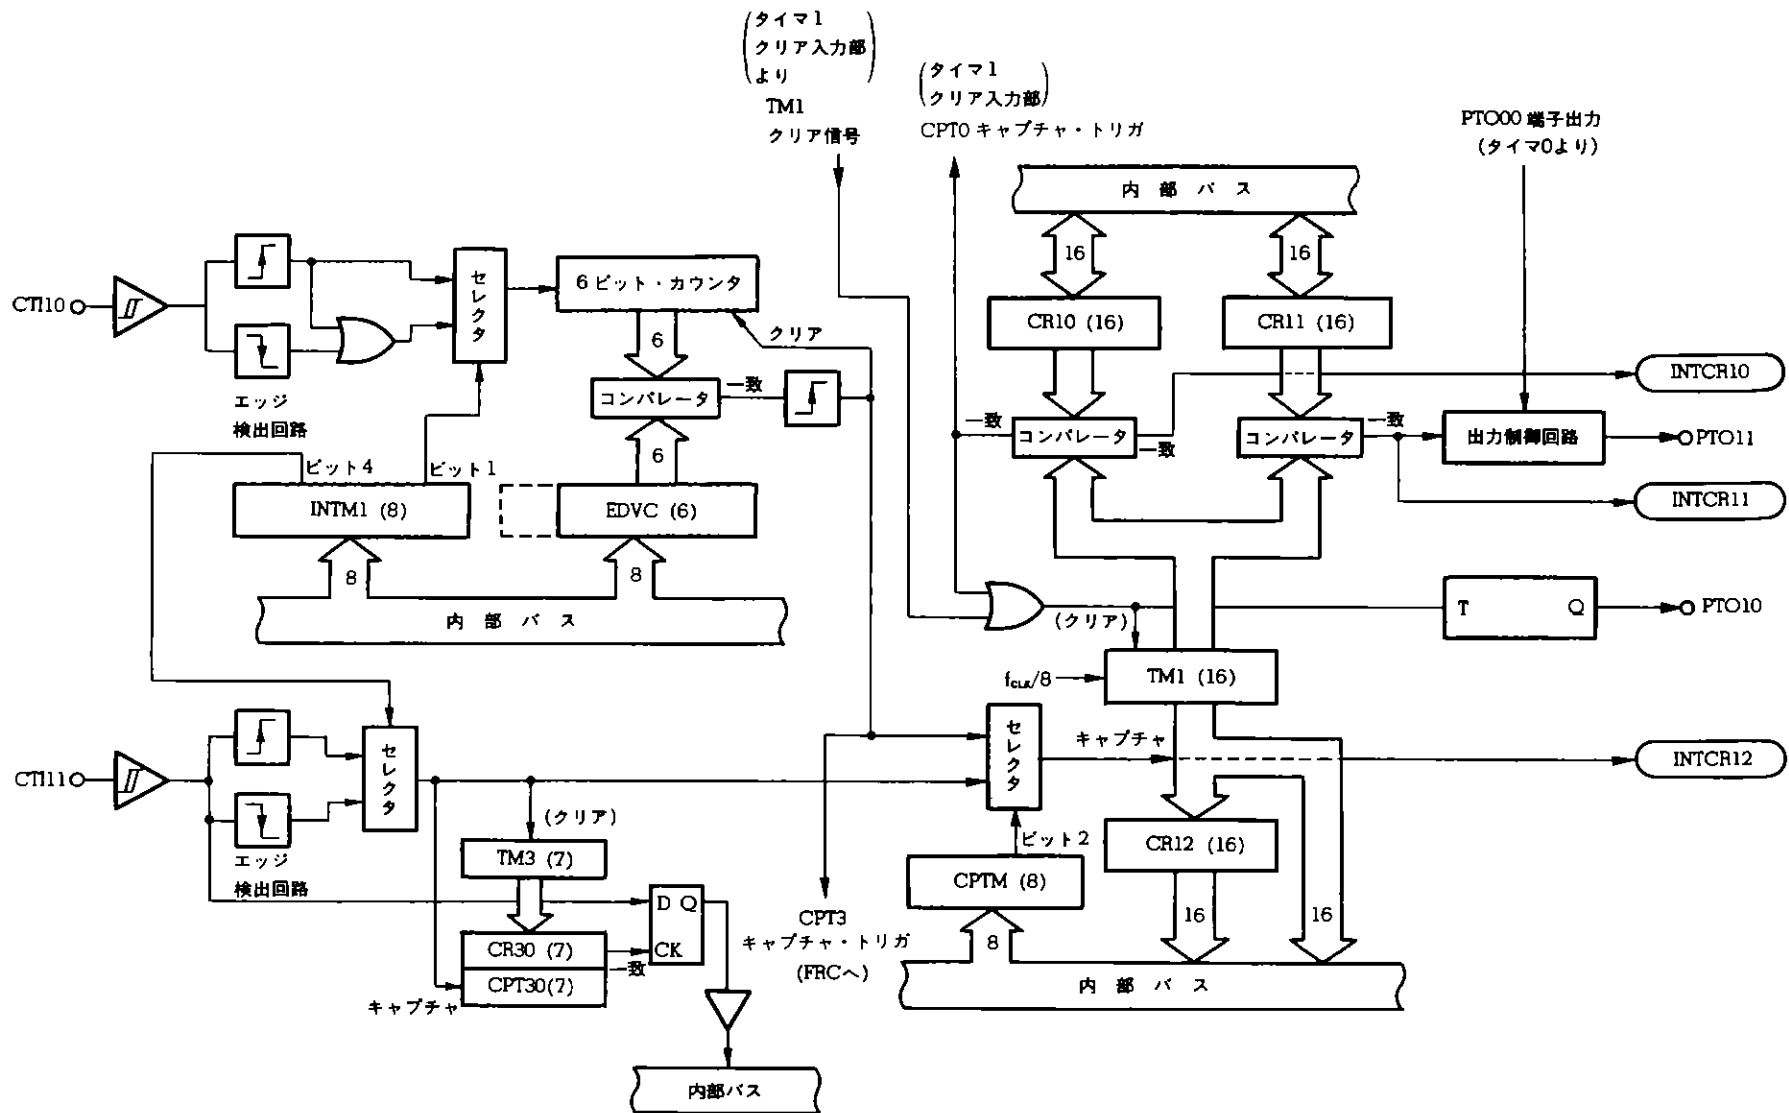 タイマ1
クリア入力部
より
TM1
クリア信号
タイマ1
クリア入力部
CPT0 キャプチャ・トリガ
PTO00 端子出力
(タイマ0より)
内 部 バ ス
16
16
CTI10
セレクタ
6ビット・カウンタ
CR10 (16)
CR11 (16)
クリア
6
INTCR10
コンパレータ
一致
一致
コンパレータ
一致
コンパレータ
一致
出力制御回路
PTO11
エッジ
検出回路
6
ビット4
ビット1
INTM1 (8)
EDVC (6)
INTCR11
8
8
内 部 バ ス
(クリア)
T
Q
PTO10
fCLK/8
TM1 (16)
CTI11
セレクタ
セレクタ
キャプチャ
INTCR12
(クリア)
エッジ
検出回路
TM3 (7)
ビット2
CR12 (16)
CPTM (8)
D Q
CK
CR30 (7)
一致
CPT30(7)
キャプチャ
CPT3
キャプチャ・トリガ
(FRCへ)
8
16
16
内 部 バ ス
内部バス